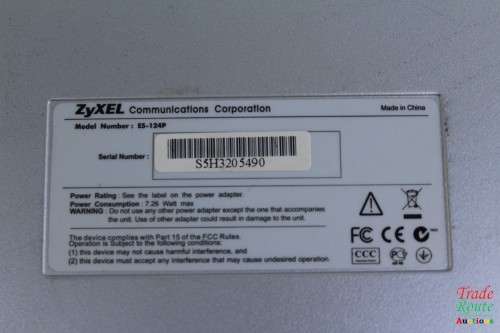 ZyXEL Communications Corporation
Made in China
Model Number : ES-124P
Serial Number :
S5H3205490
Power Rating : See the label on the power adapter.
Power Consumption : 7.26 Watt max
WARNING : Do not use any other power adapter except the one that accompanies
the unit. Use of other adapter could result in damage to the unit.
The device complies with Part 15 of the FCC Rules.
Operation is Subject to the following conditions:
(1) this device may not cause harmful interference, and
(2) this device must accept any interference that may cause undesired operation.
FC CE N
CCC
Trade
Route
Auctions